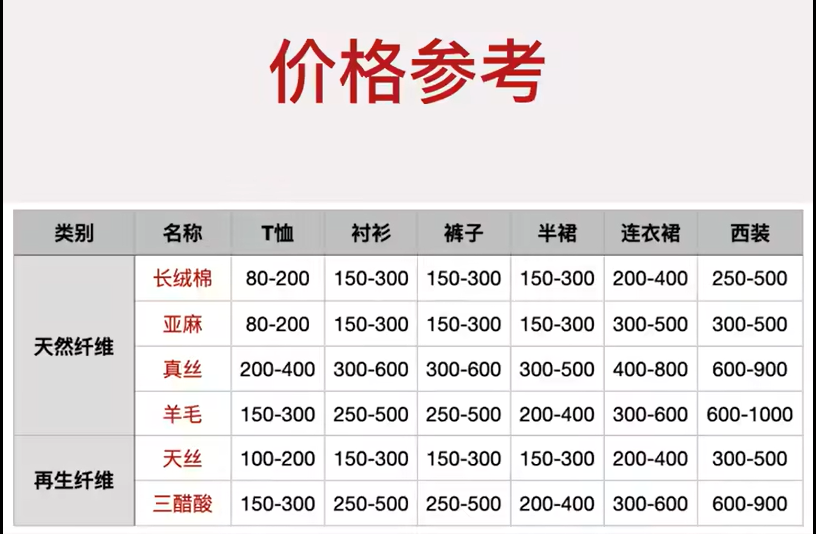 价格参考
类别 名称 T恤 衬衫 裤子 半裙 连衣裙 西装
天然纤维
长绒棉 80-200 150-300 150-300 150-300 200-400 250-500
亚麻 80-200 150-300 150-300 150-300 300-500 300-500
真丝 200-400 300-600 300-600 300-500 400-800 600-900
羊毛 150-300 250-500 250-500 200-400 300-600 600-1000
再生纤维
天丝 100-200 150-300 150-300 150-300 200-400 300-500
三醋酸 150-300 250-500 250-500 200-400 300-600 600-900